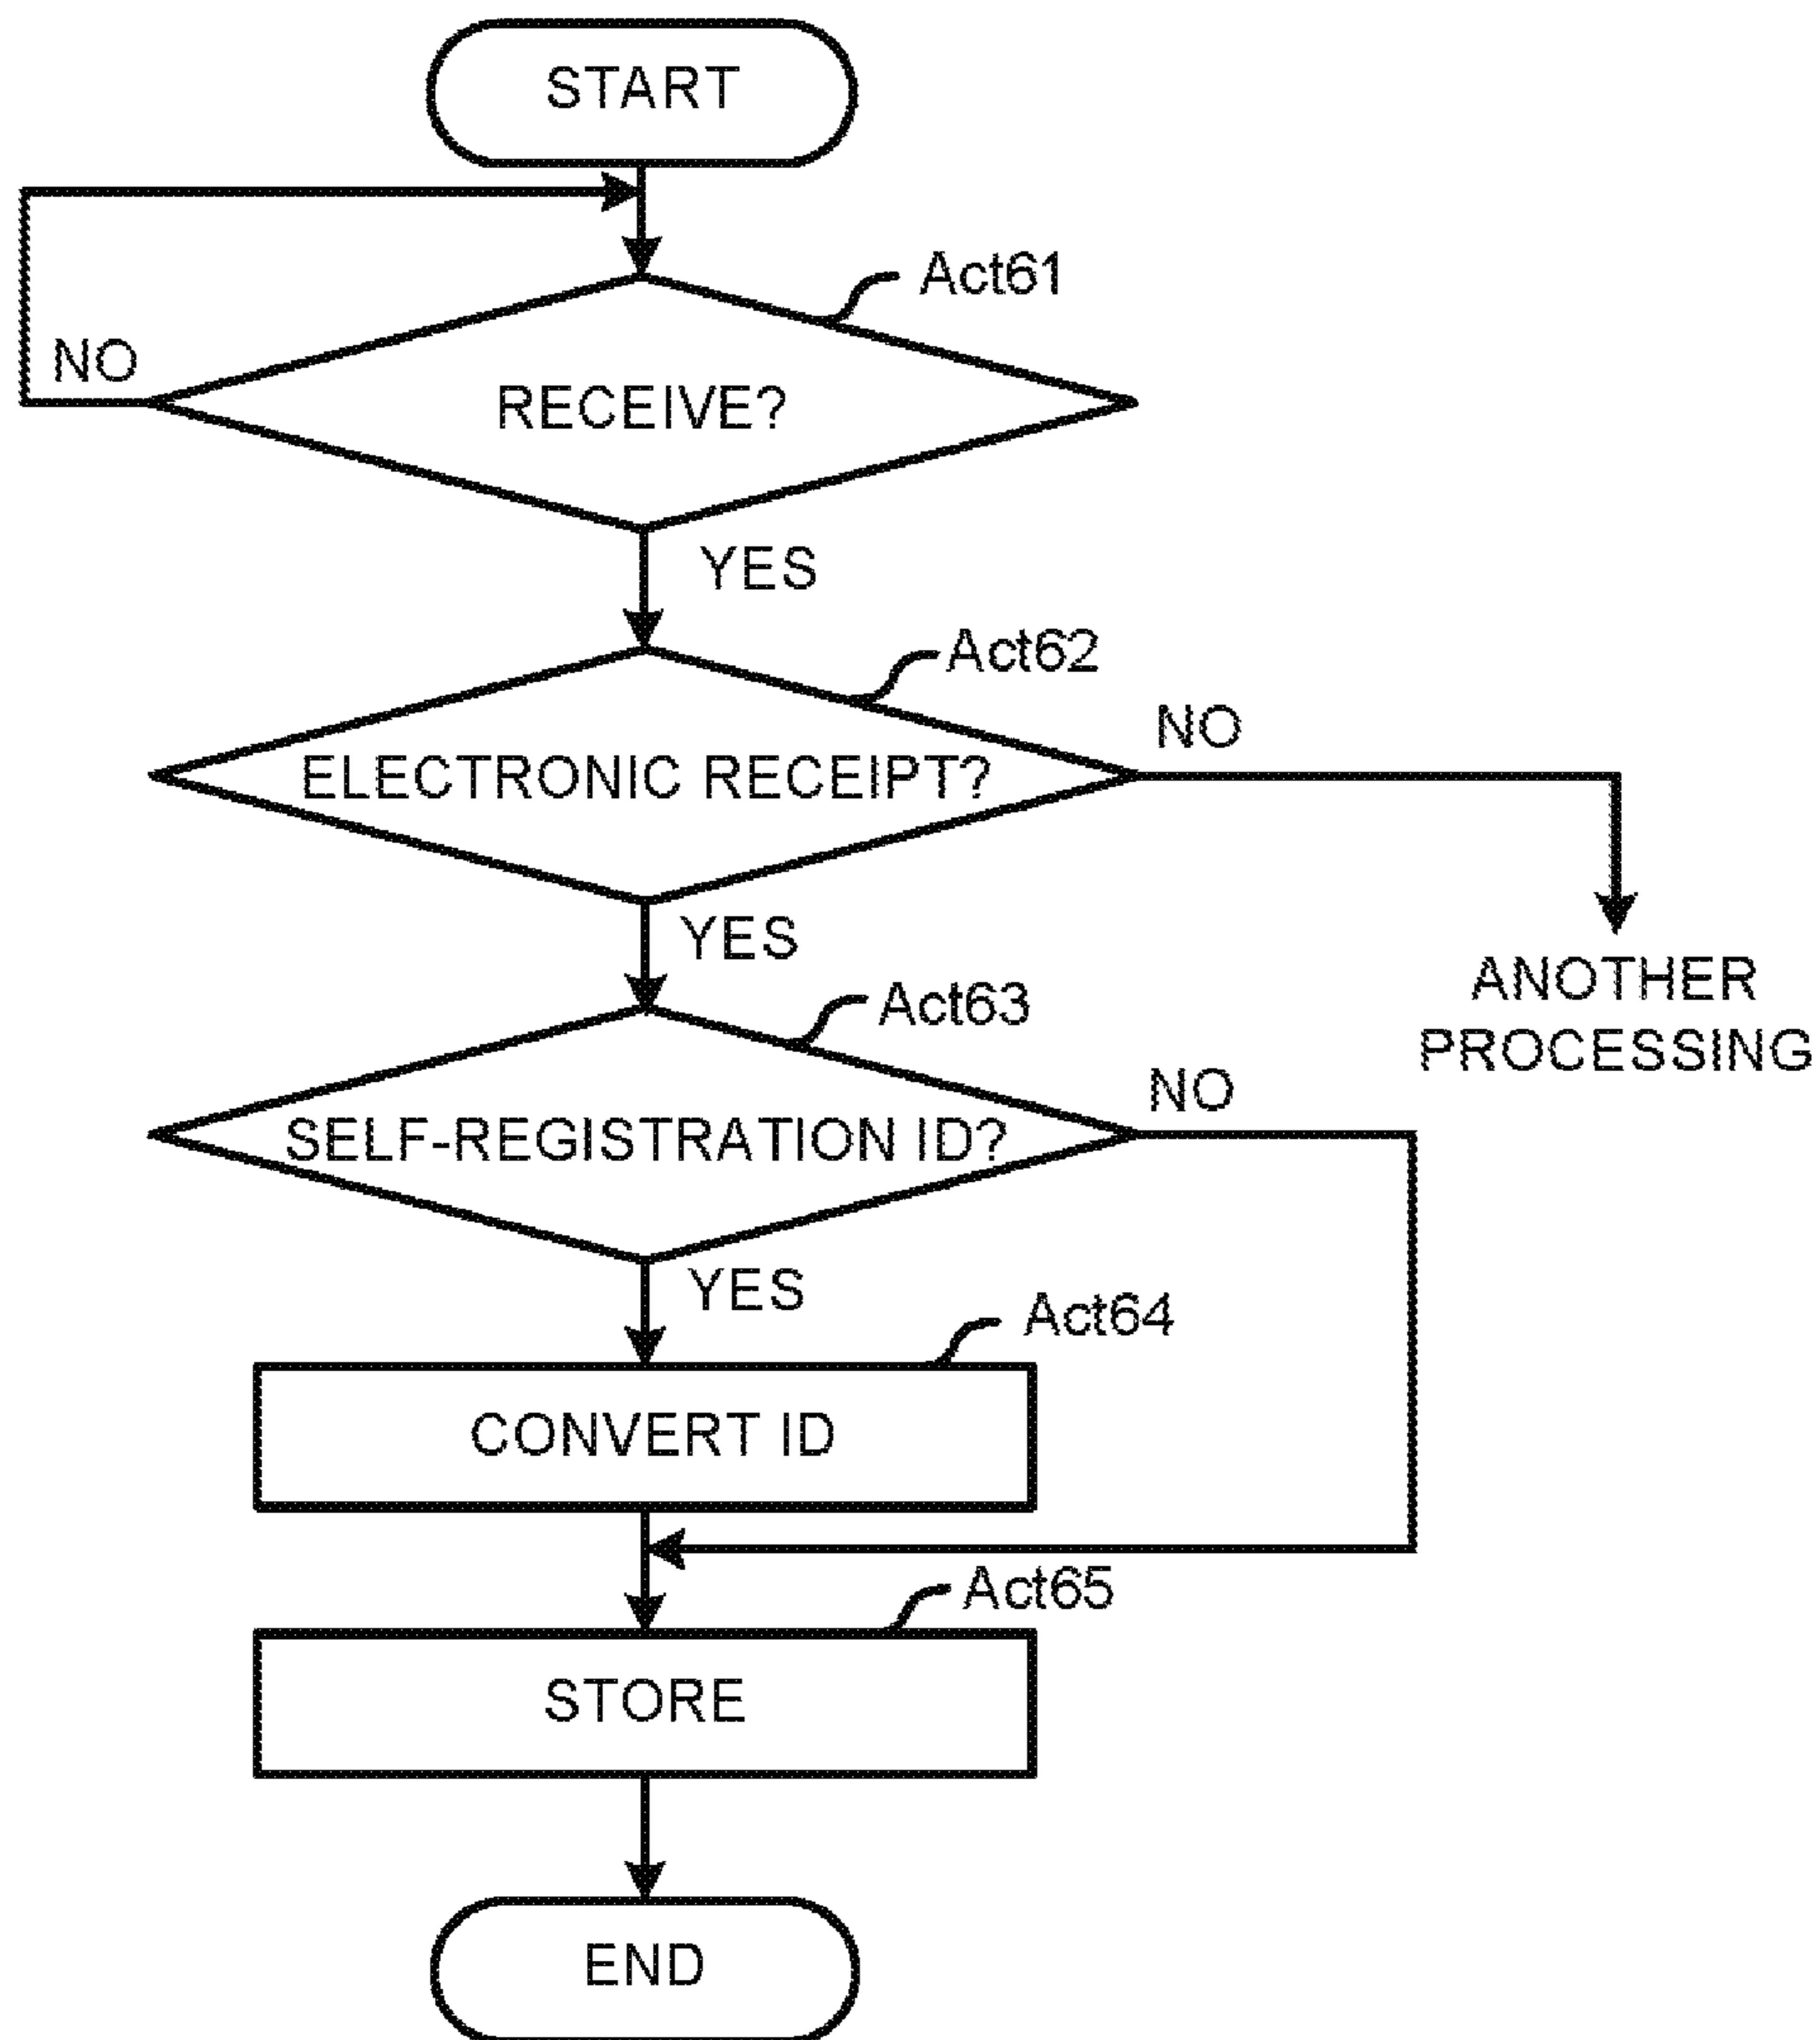 START
Act61
NO
RECEIVE?
YES
Act62
NO
ELECTRONIC RECEIPT?
YES
ANOTHER
PROCESSING
Act63
NO
SELF-REGISTRATION ID?
YES
Act64
CONVERT ID
Act65
STORE
END